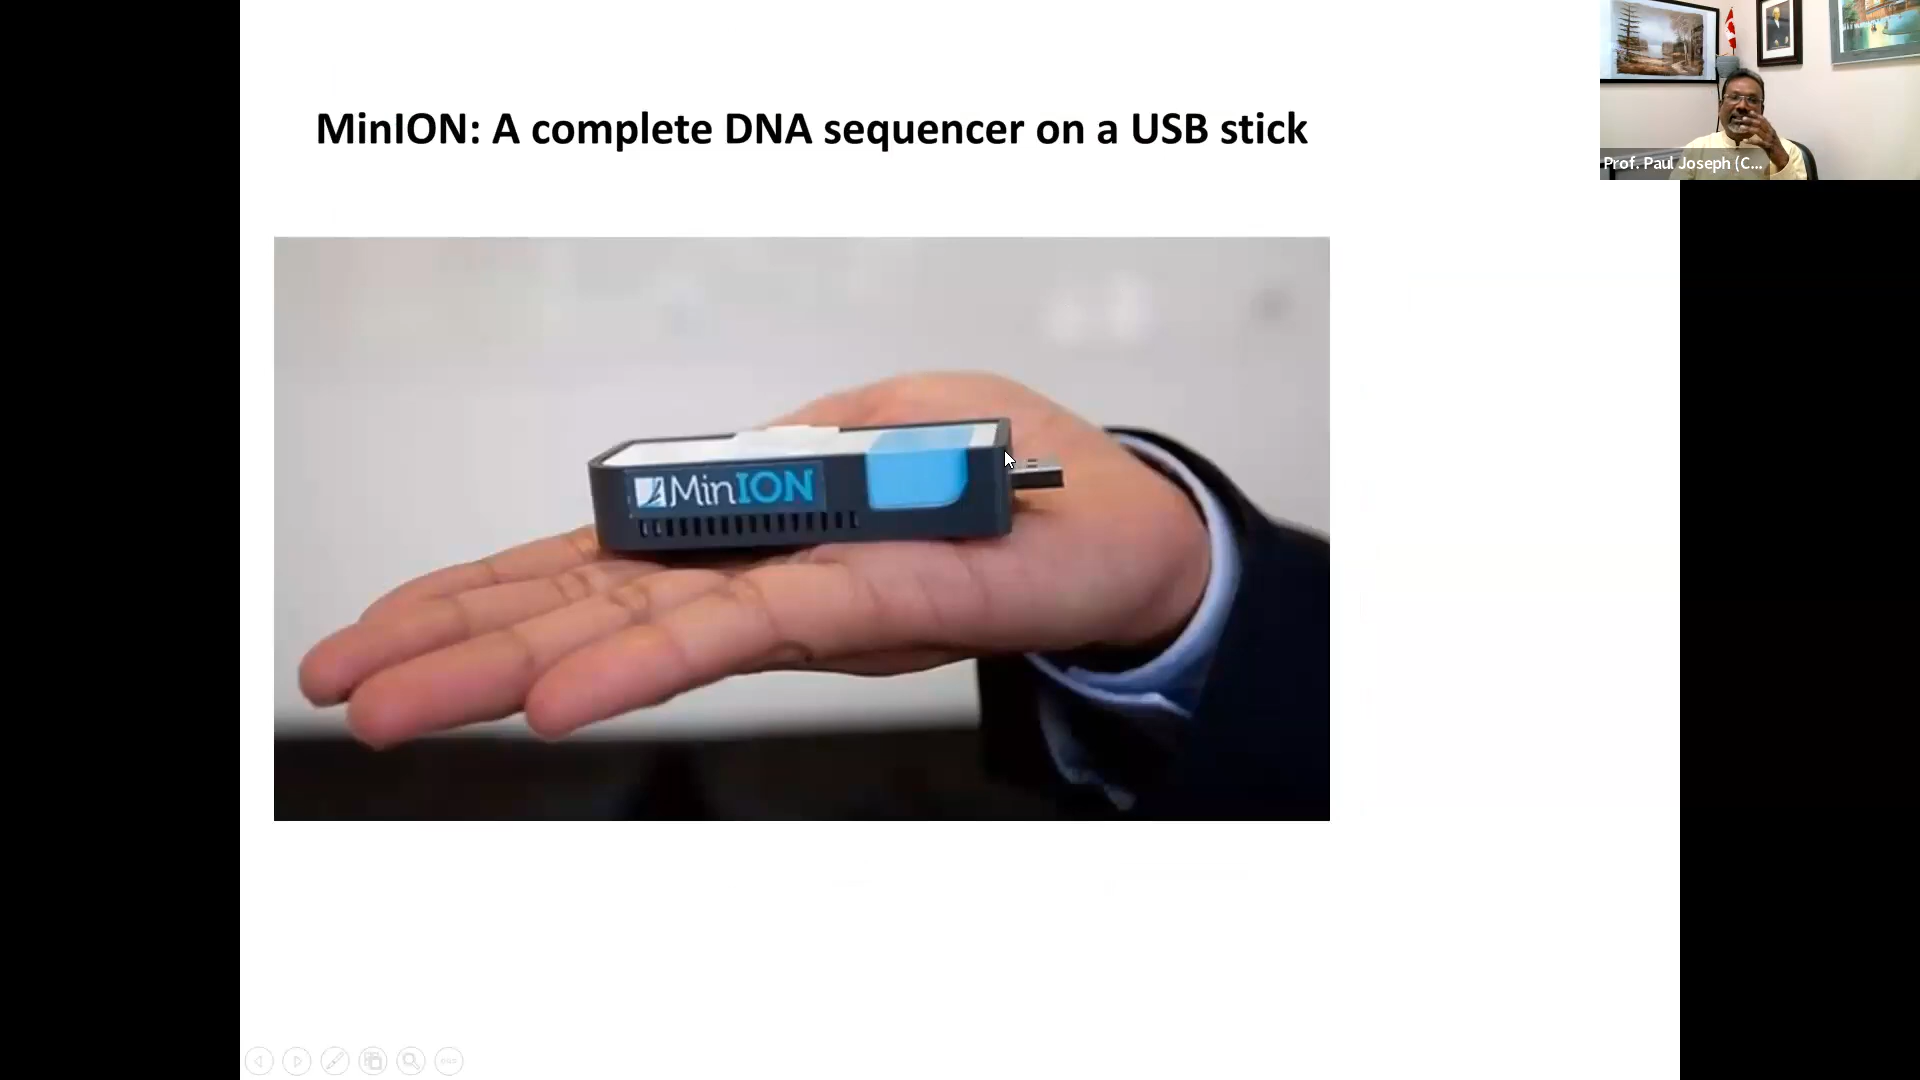 MinION: A complete DNA sequencer on a USB stick
Prof. Paul Joseph (C...
MinION